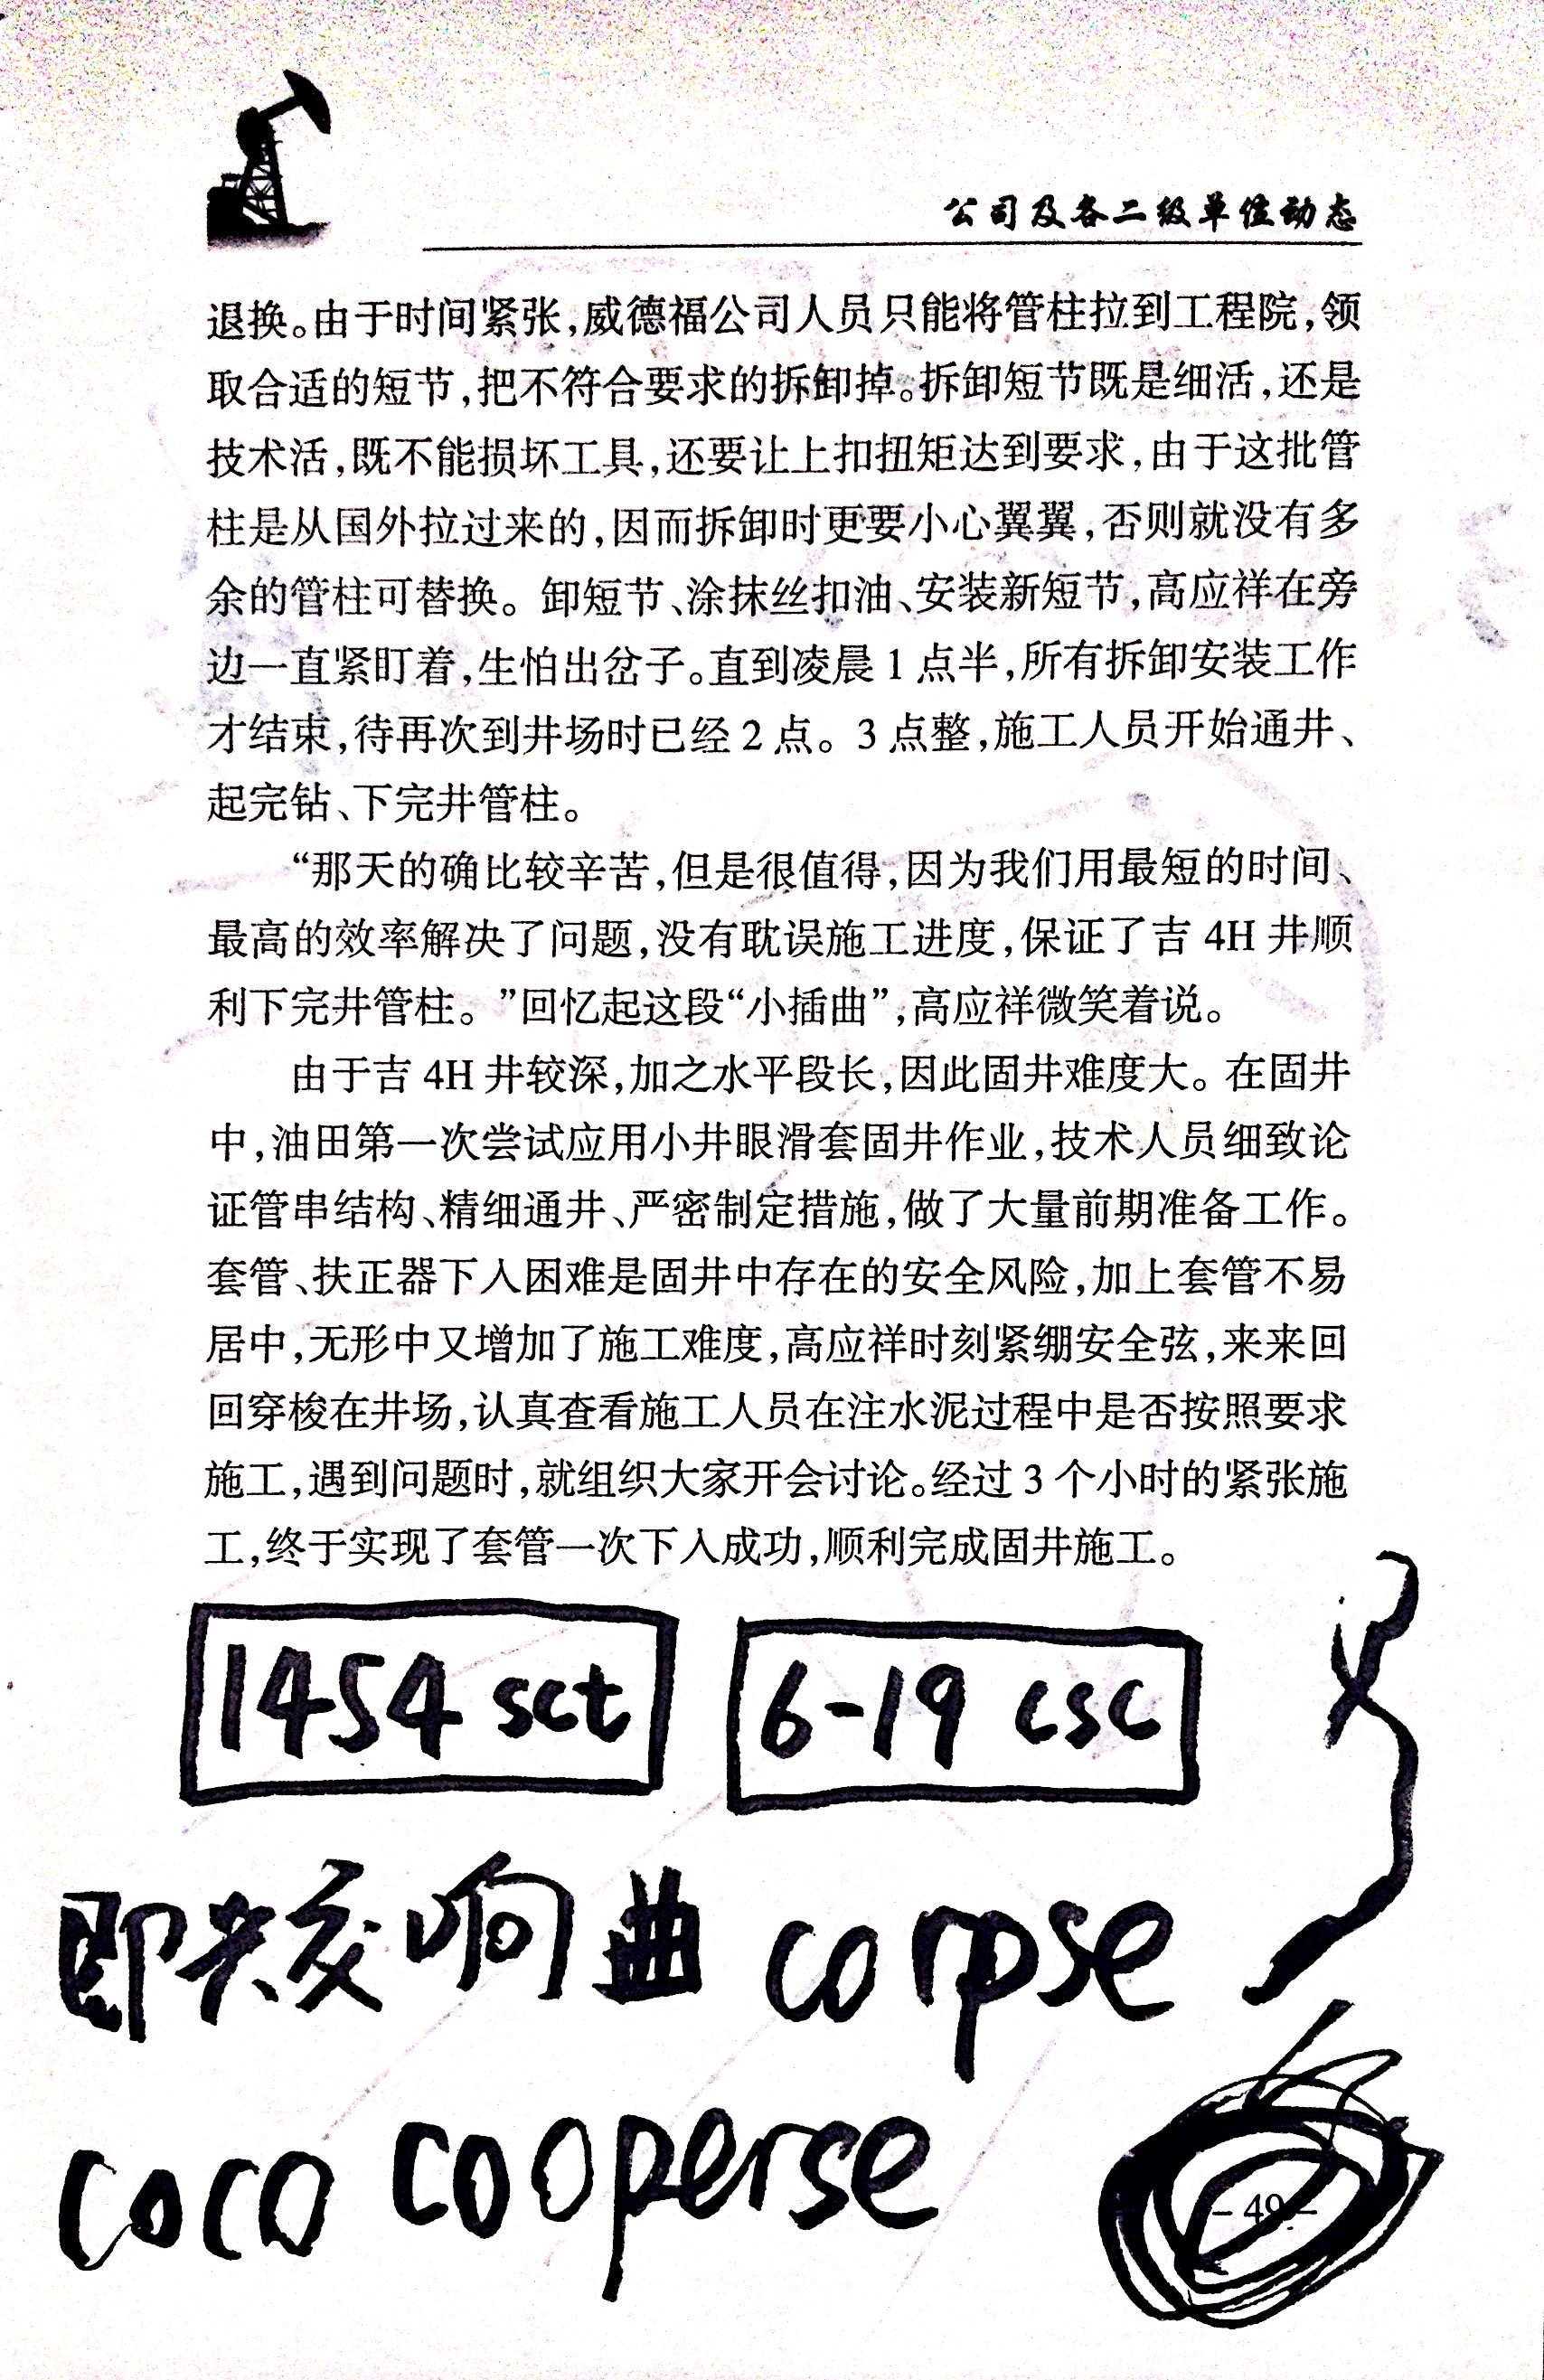 公司及各二级单位动态
退换。由于时间紧张,威德福公司人员只能将管柱拉到工程院,领
取合适的短节,把不符合要求的拆卸掉。拆卸短节既是细活,还是
技术活,既不能损坏工具,还要让上扣扭矩达到要求,由于这批管
柱是从国外拉过来的,因而拆卸时更要小心翼翼,否则就没有多
余的管柱可替换。卸短节、涂抹丝扣油、安装新短节,高应祥在旁
边一直紧盯着,生怕出岔子。直到凌晨1点半,所有拆卸安装工作
才结束,待再次到井场时已经2点。3点整,施工人员开始通井、
起完钻、下完井管柱。
“那天的确比较辛苦,但是很值得,因为我们用最短的时间、
最高的效率解决了问题,没有耽误施工进度,保证了吉4H井顺
利下完井管柱。”回忆起这段“小插曲”,高应祥微笑着说。
由于吉4H井较深,加之水平段长,因此固井难度大。在固井
中,油田第一次尝试应用小井眼滑套固井作业,技术人员细致论
证管串结构、精细通井、严密制定措施,做了大量前期准备工作。
套管、扶正器下入困难是固井中存在的安全风险,加上套管不易
居中,无形中又增加了施工难度,高应祥时刻紧绷安全弦,来来回
回穿梭在井场,认真查看施工人员在注水泥过程中是否按照要求
施工,遇到问题时,就组织大家开会讨论。经过3个小时的紧张施
工,终于实现了套管一次下入成功,顺利完成固井施工。
1454 sct 6-19 csc
即兴交响曲 corpse
coco cooperse
- 49 -